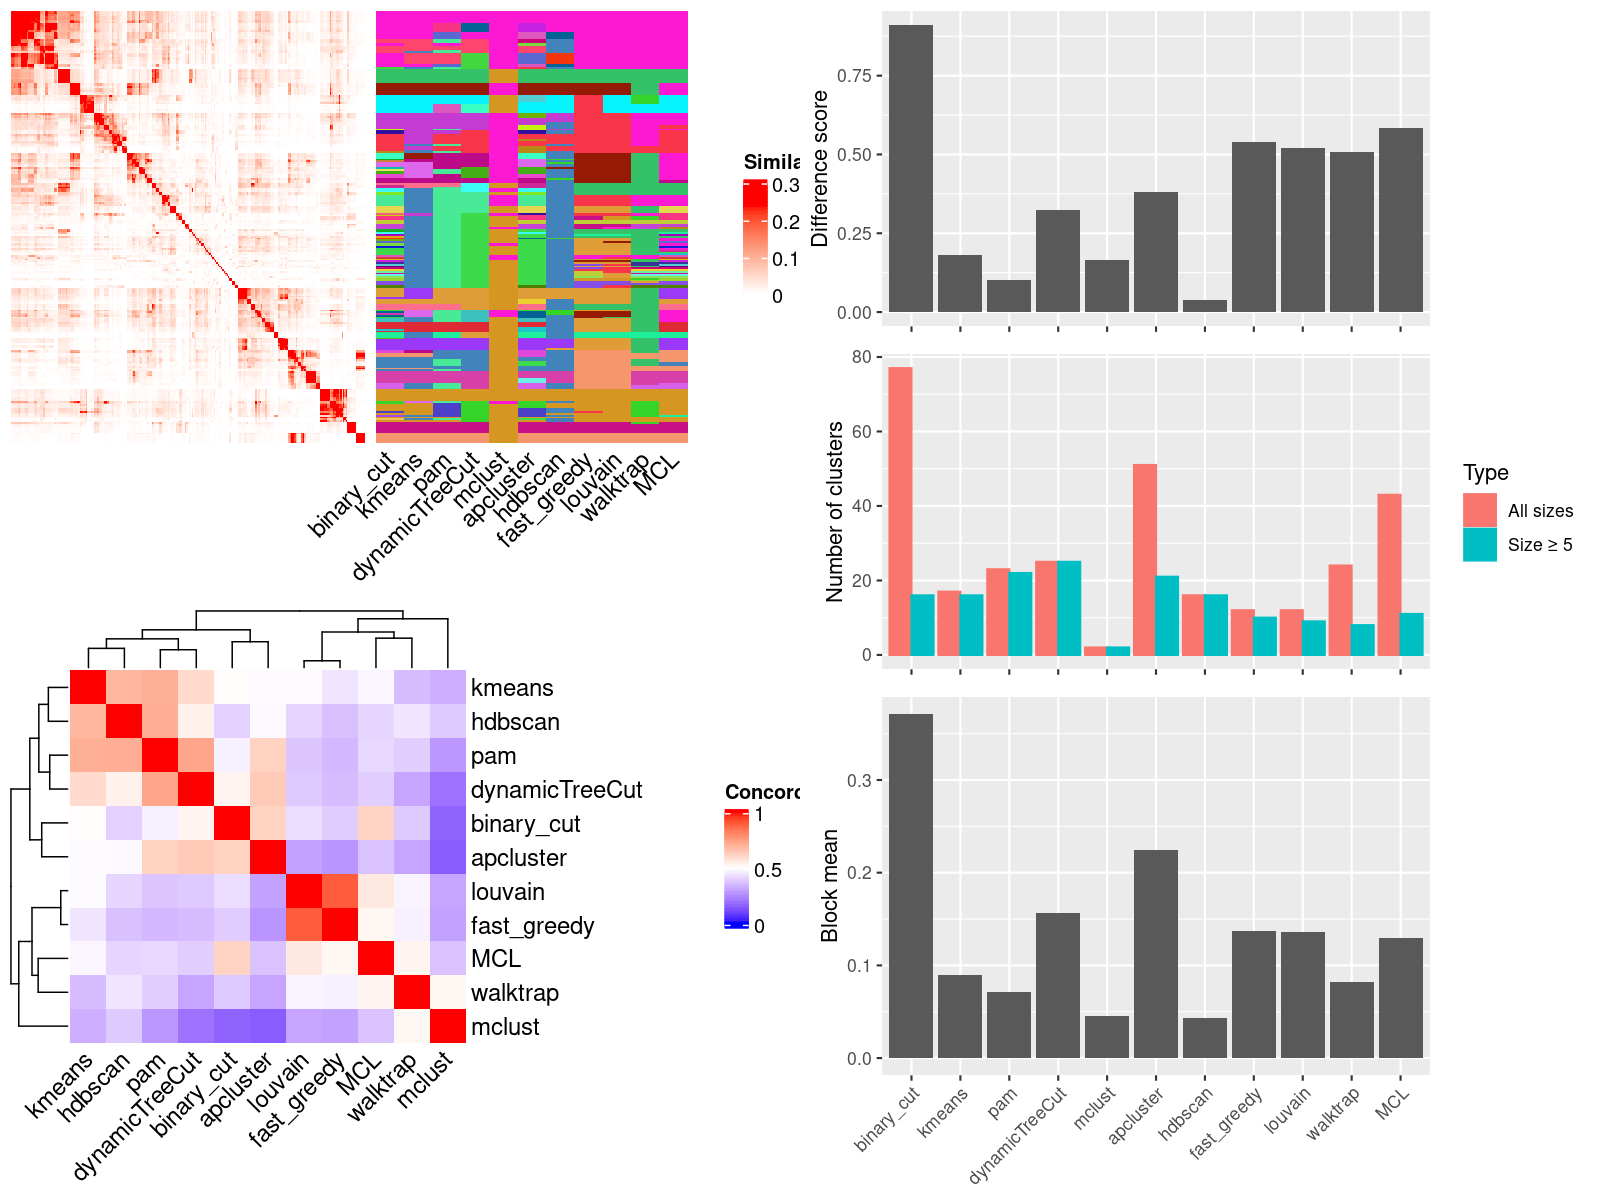 Simila
0.3
0.2
0.1
0
binary_cut
kmeans
pam
dynamicTreeCut
mclust
apcluster
hdbscan
fast_greedy
louvain
walktrap
MCL
kmeans
hdbscan
pam
dynamicTreeCut
binary_cut
apcluster
louvain
fast_greedy
MCL
walktrap
mclust
Concord
1
0.5
0
kmeans
hdbscan
pam
dynamicTreeCut
binary_cut
apcluster
louvain
fast_greedy
MCL
walktrap
mclust
Difference score
0.75
0.50
0.25
0.00
Number of clusters
80
60
40
20
0
Type
All sizes
Size ≥ 5
Block mean
0.3
0.2
0.1
0.0
binary_cut
kmeans
pam
dynamicTreeCut
mclust
apcluster
hdbscan
fast_greedy
louvain
walktrap
MCL